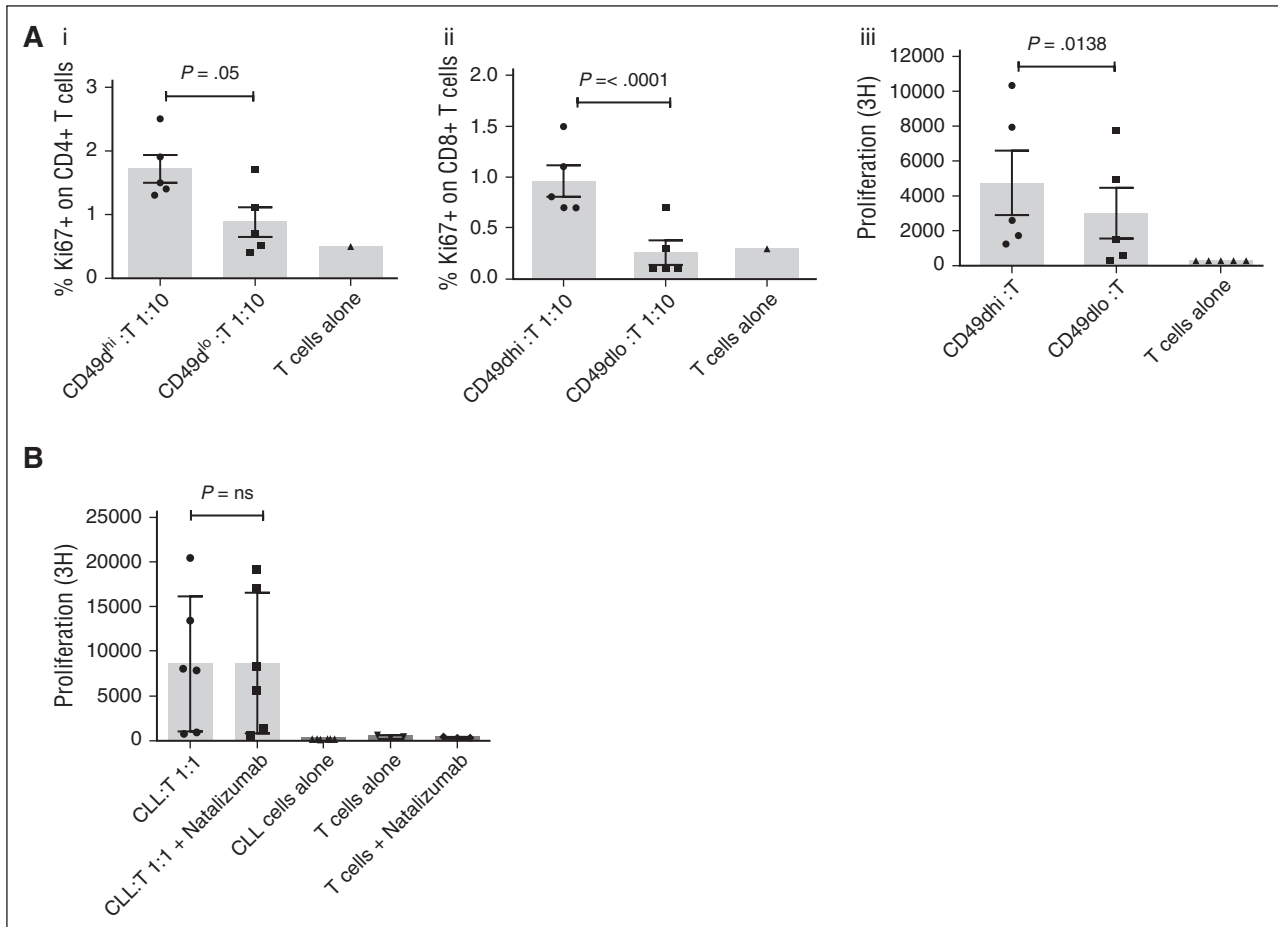 A
i
P = .05
% Ki67+ on CD4+ T cells
3
2
1
0
CD49d^hi :T 1:10
CD49d^lo :T 1:10
T cells alone
ii
P =< .0001
% Ki67+ on CD8+ T cells
2.0
1.5
1.0
0.5
0.0
CD49dhi :T 1:10
CD49dlo :T 1:10
T cells alone
iii
P = .0138
Proliferation (3H)
12000
10000
8000
6000
4000
2000
0
CD49dhi :T
CD49dlo :T
T cells alone
B
P = ns
Proliferation (3H)
25000
20000
15000
10000
5000
0
CLL:T 1:1
CLL:T 1:1 + Natalizumab
CLL cells alone
T cells alone
T cells + Natalizumab